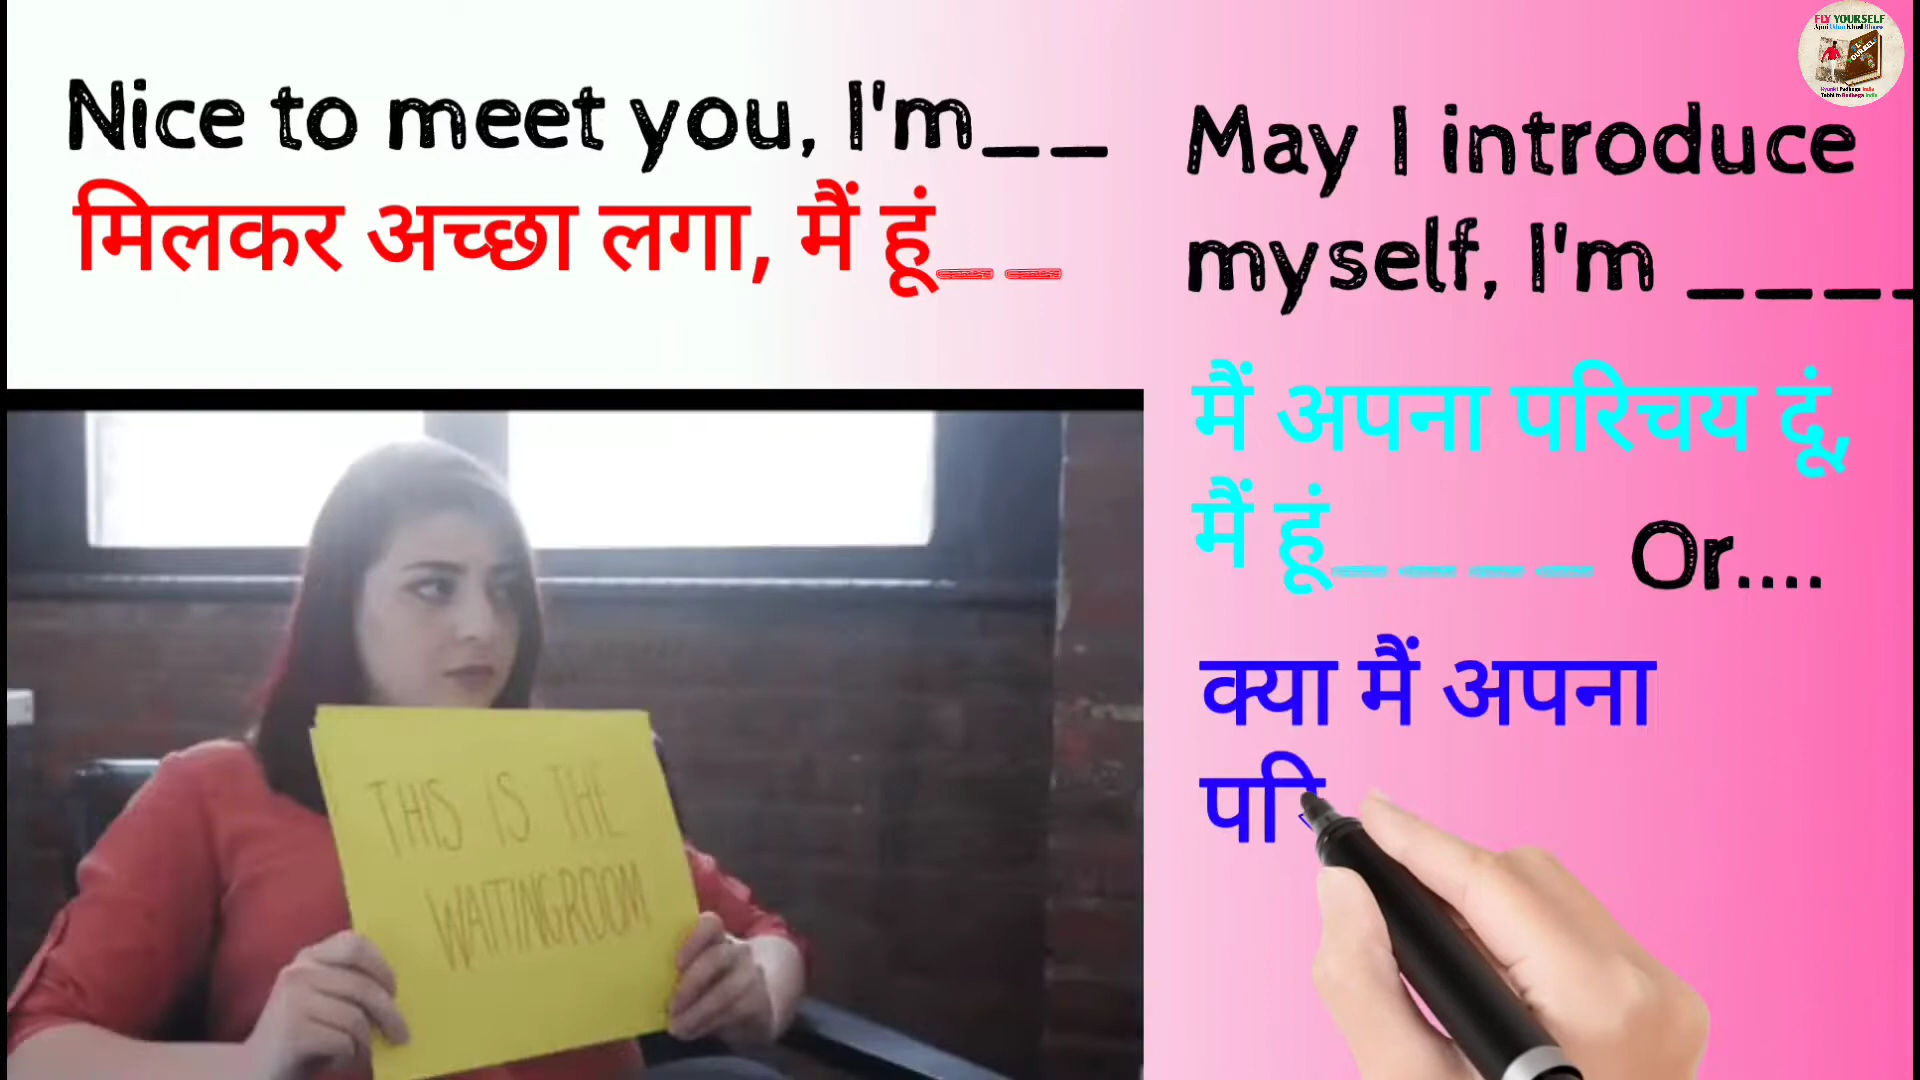 Nice to meet you, I'm__
मिलकर अच्छा लगा, मैं हूं__
May I introduce
myself, I'm ____
मैं अपना परिचय दूं,
मैं हूं____
Or....
क्या मैं अपना
परि
THIS IS THE
WAITING ROOM
FLY YOURSELF